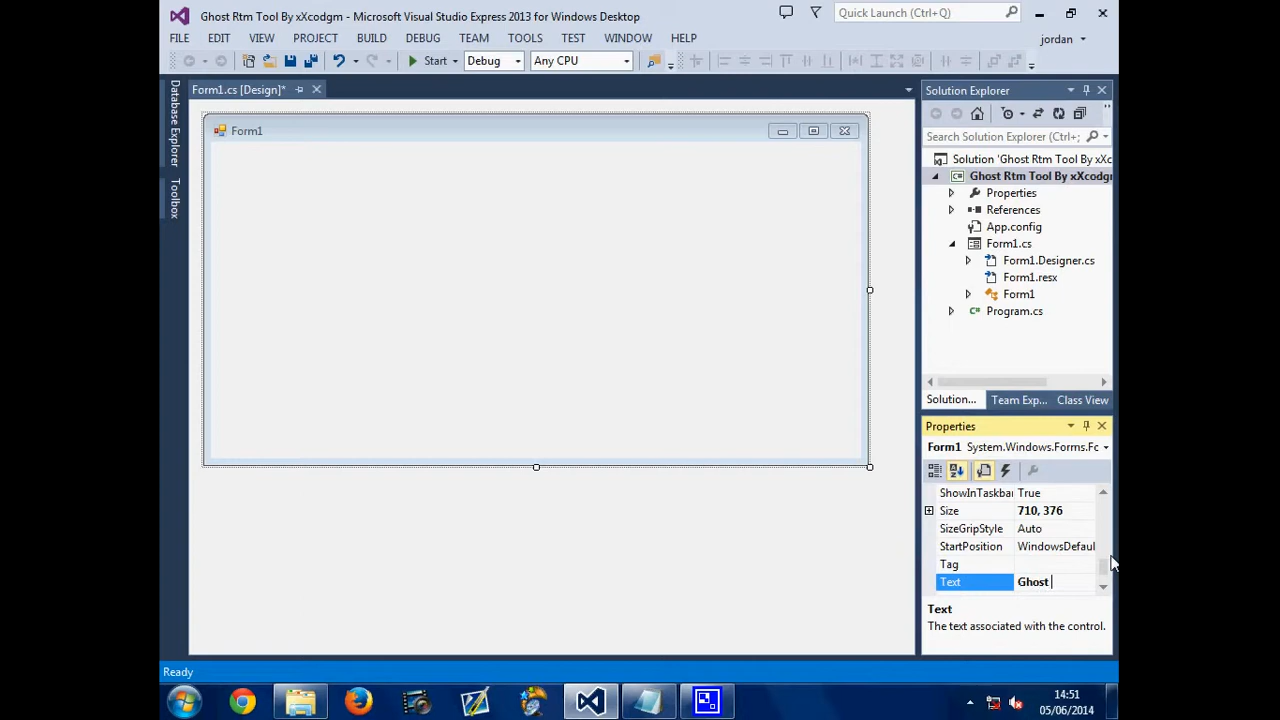 Ghost Rtm Tool By xXcodgm - Microsoft Visual Studio Express 2013 for Windows Desktop
Quick Launch (Ctrl+Q)
FILE EDIT VIEW PROJECT BUILD DEBUG TEAM TOOLS TEST WINDOW HELP
jordan
Start Debug Any CPU
Database Explorer
Toolbox
Form1.cs [Design]*
Form1
Solution Explorer
Search Solution Explorer (Ctrl+;
Solution 'Ghost Rtm Tool By xXc
Ghost Rtm Tool By xXcodgm
Properties
References
App.config
Form1.cs
Form1.Designer.cs
Form1.resx
Form1
Program.cs
Solution... Team Exp... Class View
Properties
Form1 System.Windows.Forms.Fc
ShowInTaskbar True
Size 710, 376
SizeGripStyle Auto
StartPosition WindowsDefaul
Tag
Text Ghost
Text
The text associated with the control.
Ready
14:51
05/06/2014